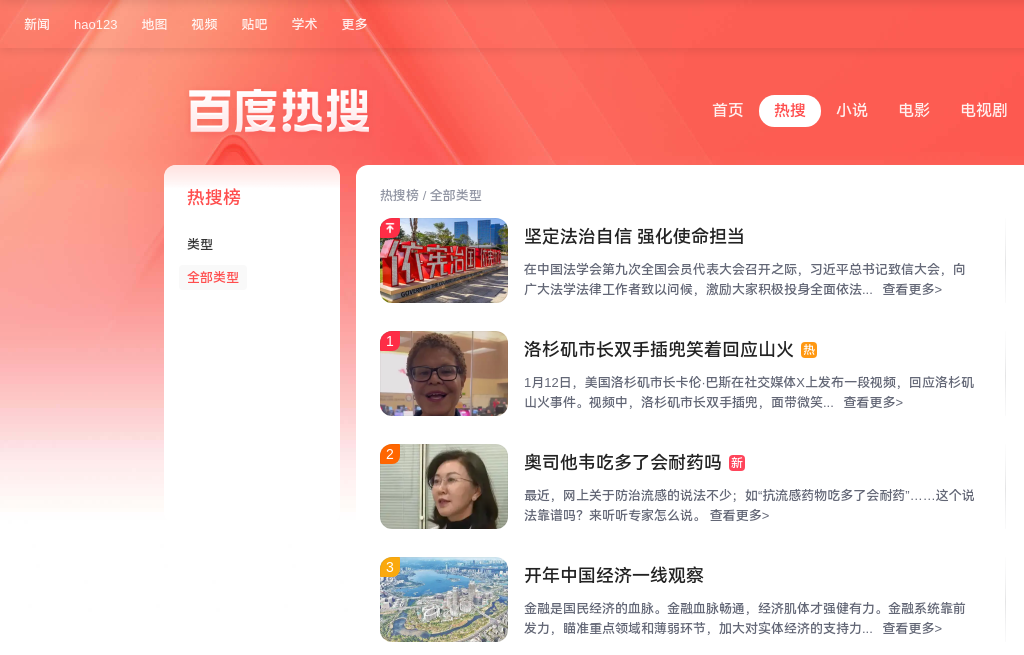 新闻 hao123 地图 视频 贴吧 学术 更多
百度热搜
首页 热搜 小说 电影 电视剧
热搜榜
类型
全部类型
热搜榜 / 全部类型
依宪治国
坚定法治自信 强化使命担当
在中国法学会第九次全国会员代表大会召开之际，习近平总书记致信大会，向
广大法学法律工作者致以问候，激励大家积极投身全面依法... 查看更多>
1
洛杉矶市长双手插兜笑着回应山火 热
1月12日，美国洛杉矶市长卡伦·巴斯在社交媒体X上发布一段视频，回应洛杉矶
山火事件。视频中，洛杉矶市长双手插兜，面带微笑... 查看更多>
2
奥司他韦吃多了会耐药吗 新
最近，网上关于防治流感的说法不少；如“抗流感药物吃多了会耐药”……这个说
法靠谱吗？来听听专家怎么说。 查看更多>
3
开年中国经济一线观察
金融是国民经济的血脉。金融血脉畅通，经济肌体才强健有力。金融系统靠前
发力，瞄准重点领域和薄弱环节，加大对实体经济的支持力... 查看更多>